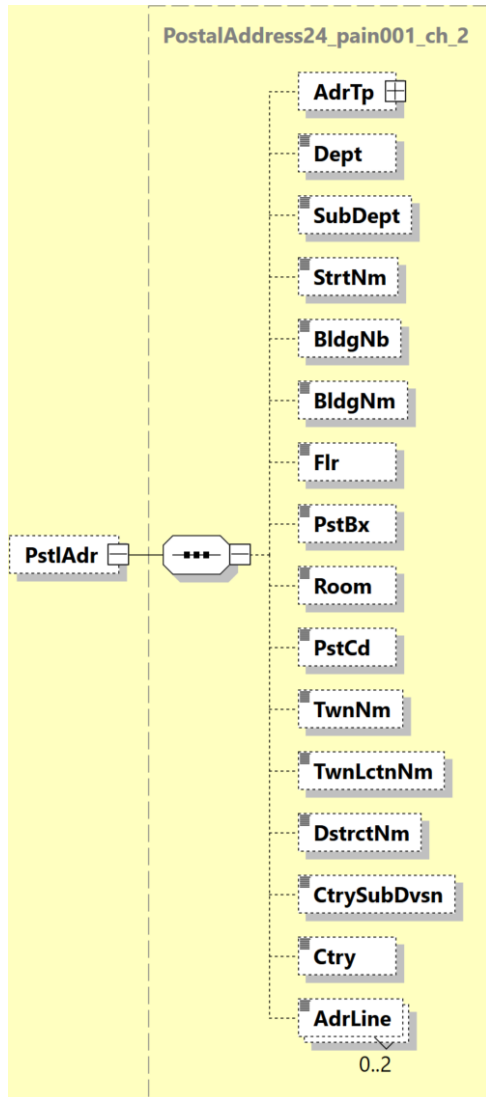 PostalAddress24_pain001_ch_2
AdrTp
Dept
SubDept
StrtNm
BldgNb
BldgNm
Flr
PstBx
PstlAdr
Room
PstCd
TwnNm
TwnLctnNm
DstrctNm
CtrySubDvsn
Ctry
AdrLine
0..2